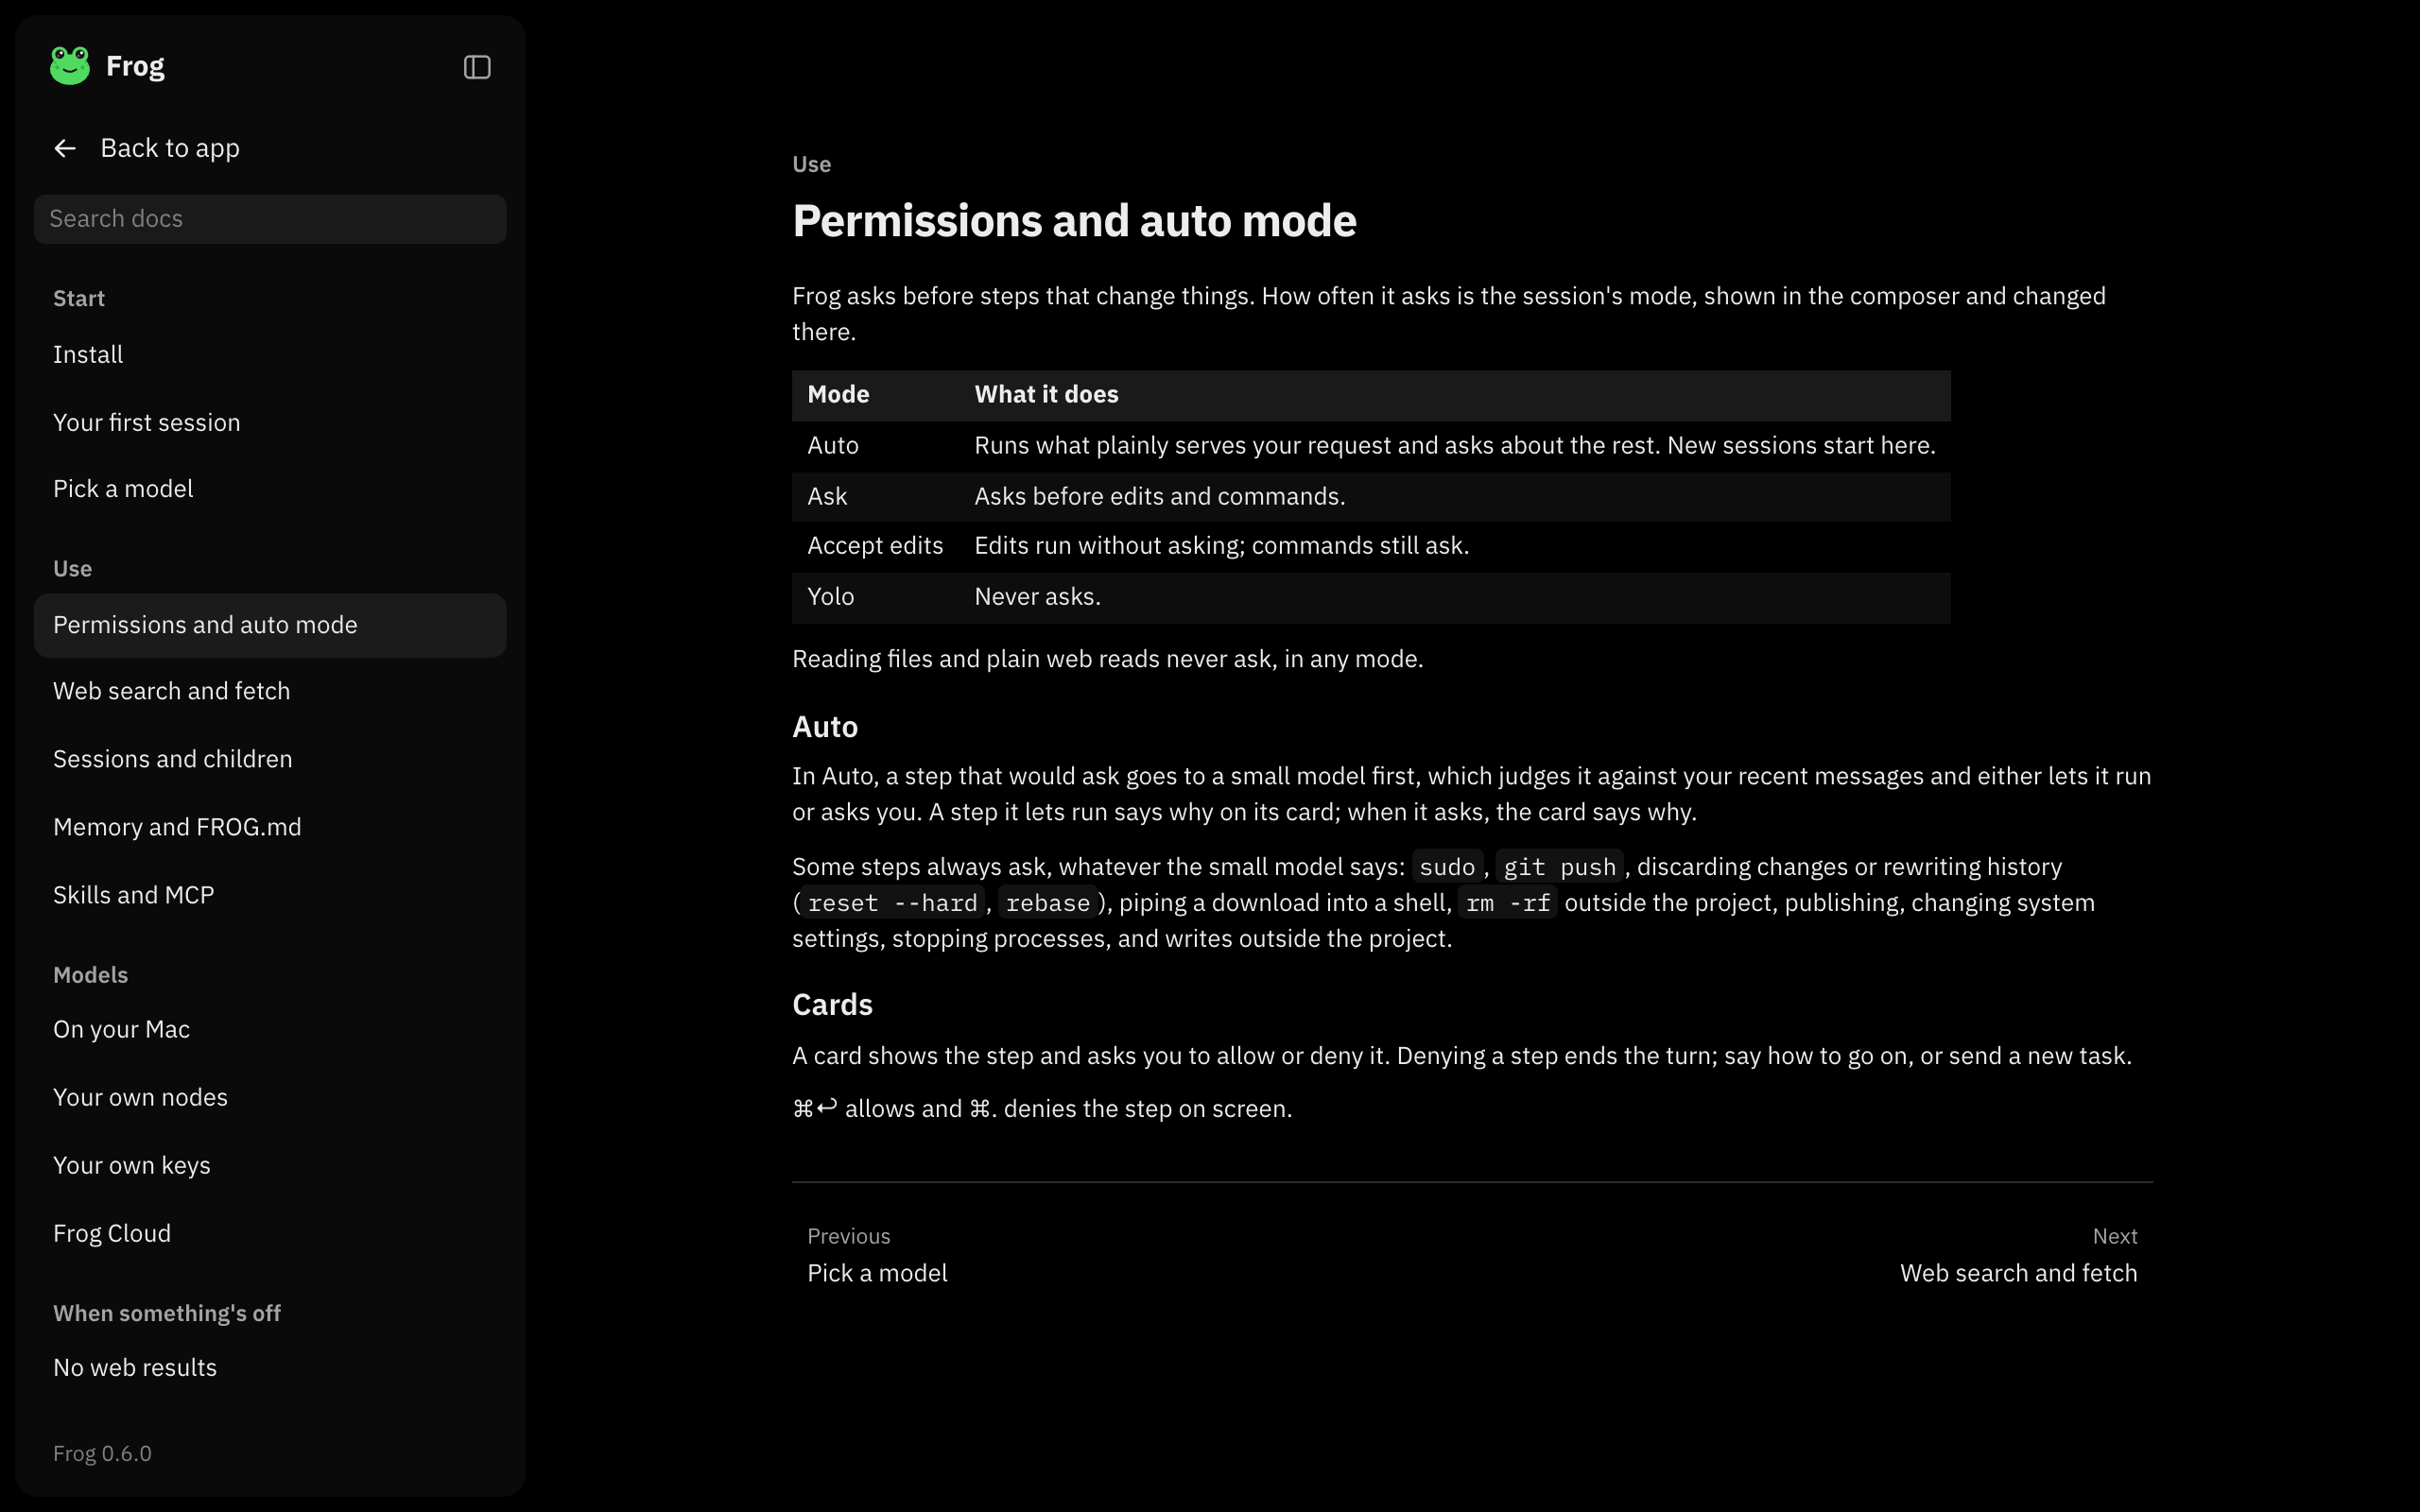 Frog
Back to app
Search docs
Start
Install
Your first session
Pick a model
Use
Permissions and auto mode
Web search and fetch
Sessions and children
Memory and FROG.md
Skills and MCP
Models
On your Mac
Your own nodes
Your own keys
Frog Cloud
When something's off
No web results
Frog 0.6.0
Use
Permissions and auto mode
Frog asks before steps that change things. How often it asks is the session's mode, shown in the composer and changed
there.
Mode What it does
Auto Runs what plainly serves your request and asks about the rest. New sessions start here.
Ask Asks before edits and commands.
Accept edits Edits run without asking; commands still ask.
Yolo Never asks.
Reading files and plain web reads never ask, in any mode.
Auto
In Auto, a step that would ask goes to a small model first, which judges it against your recent messages and either lets it run
or asks you. A step it lets run says why on its card; when it asks, the card says why.
Some steps always ask, whatever the small model says: sudo, git push, discarding changes or rewriting history
(reset --hard, rebase), piping a download into a shell, rm -rf outside the project, publishing, changing system
settings, stopping processes, and writes outside the project.
Cards
A card shows the step and asks you to allow or deny it. Denying a step ends the turn; say how to go on, or send a new task.
⌘↩ allows and ⌘. denies the step on screen.
Previous Next
Pick a model Web search and fetch